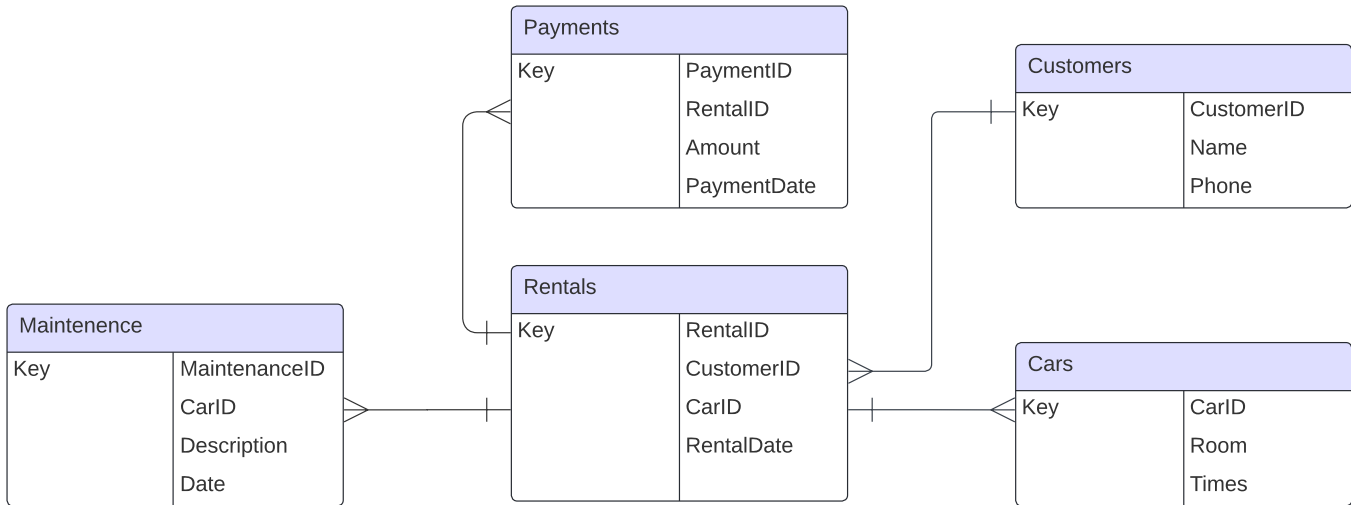 Payments
Key PaymentID
RentalID
Amount
PaymentDate
Customers
Key CustomerID
Name
Phone
Rentals
Key RentalID
CustomerID
CarID
RentalDate
Maintenence
Key MaintenanceID
CarID
Description
Date
Cars
Key CarID
Room
Times